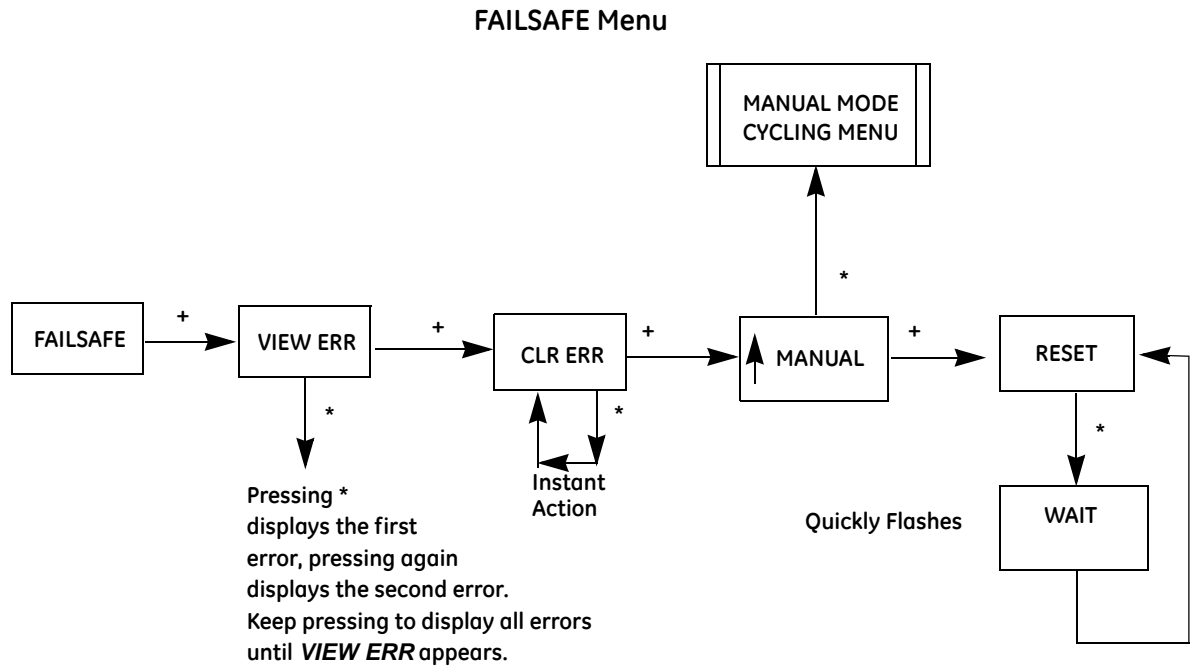 FAILSAFE Menu
MANUAL MODE
CYCLING MENU
*
FAILSAFE
+
VIEW ERR
+
CLR ERR
+
MANUAL
+
RESET
*
*
*
Pressing *
displays the first
error, pressing again
displays the second error.
Keep pressing to display all errors
until VIEW ERR appears.
Instant
Action
Quickly Flashes
WAIT